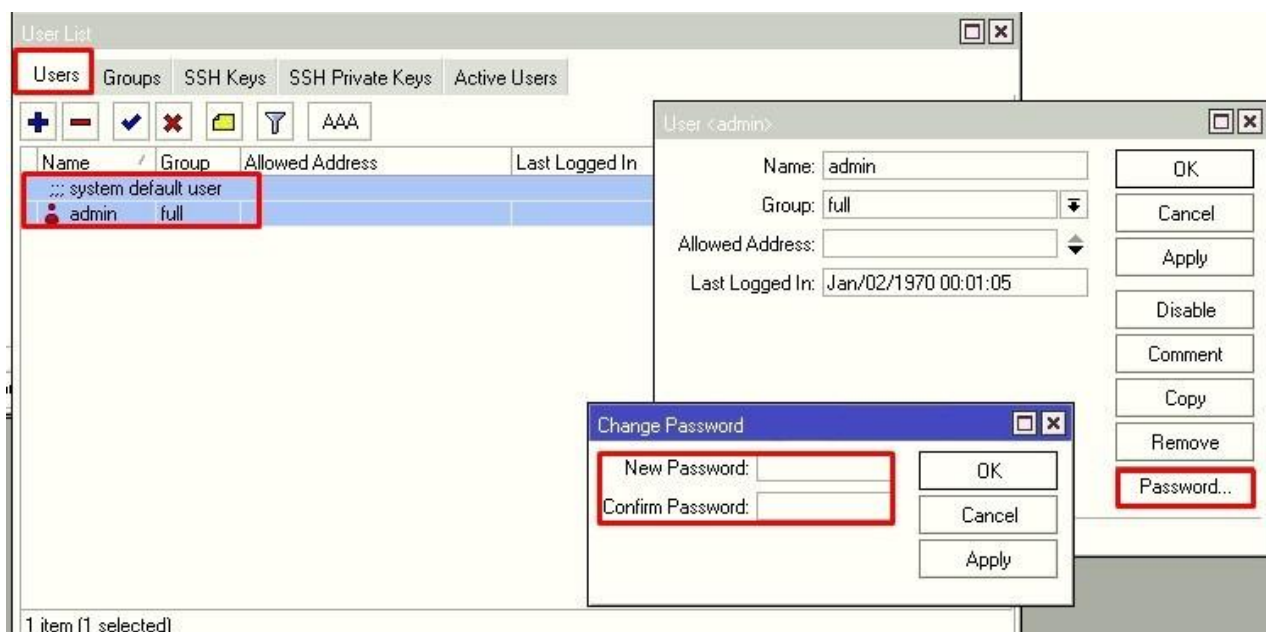 User List
Users Groups SSH Keys SSH Private Keys Active Users
AAA
Name Group Allowed Address Last Logged In
;;; system default user
admin full
1 item (1 selected)
User <admin>
Name: admin
Group: full
Allowed Address:
Last Logged In: Jan/02/1970 00:01:05
OK
Cancel
Apply
Disable
Comment
Copy
Remove
Password...
Change Password
New Password:
Confirm Password:
OK
Cancel
Apply